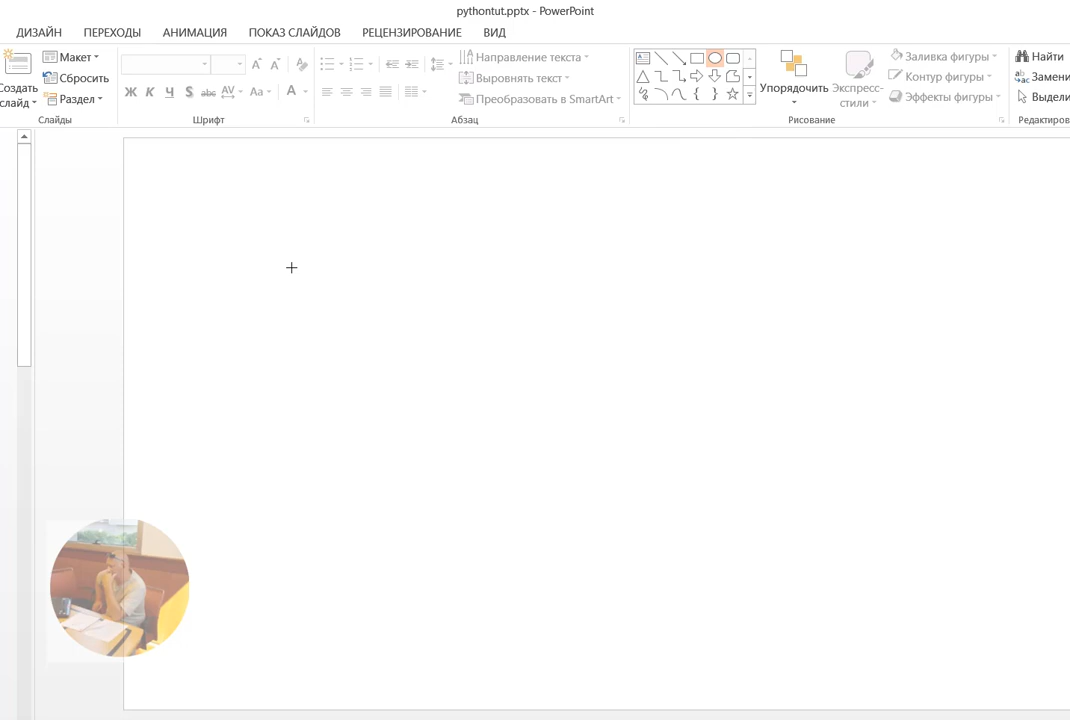 pythontut.pptx - PowerPoint
ДИЗАЙН ПЕРЕХОДЫ АНИМАЦИЯ ПОКАЗ СЛАЙДОВ РЕЦЕНЗИРОВАНИЕ ВИД
Создать
слайд
Макет
Сбросить
Раздел
Слайды
Ж К Ч S abc AV Aa A
Шрифт
Направление текста
Выровнять текст
Преобразовать в SmartArt
Абзац
Упорядочить
Экспресс-
стили
Заливка фигуры
Контур фигуры
Эффекты фигуры
Рисование
Найти
Замени
Выдели
Редактиров